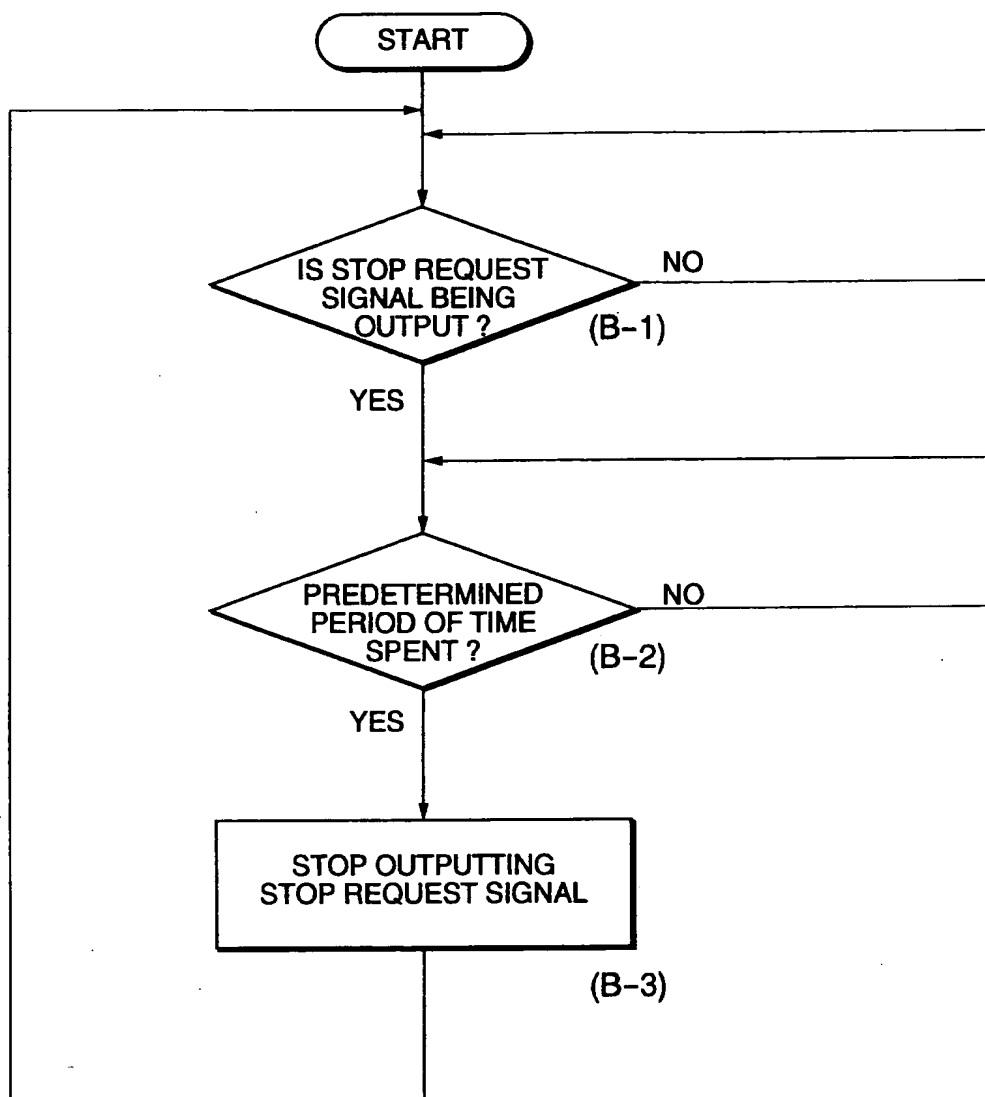 START
IS STOP REQUEST
SIGNAL BEING
OUTPUT ?
NO
(B-1)
YES
PREDETERMINED
PERIOD OF TIME
SPENT ?
NO
(B-2)
YES
STOP OUTPUTTING
STOP REQUEST SIGNAL
(B-3)